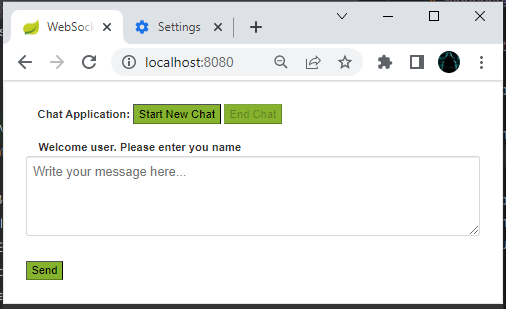 WebSock
Settings
localhost:8080
Chat Application: Start New Chat End Chat
Welcome user. Please enter you name
Write your message here...
Send